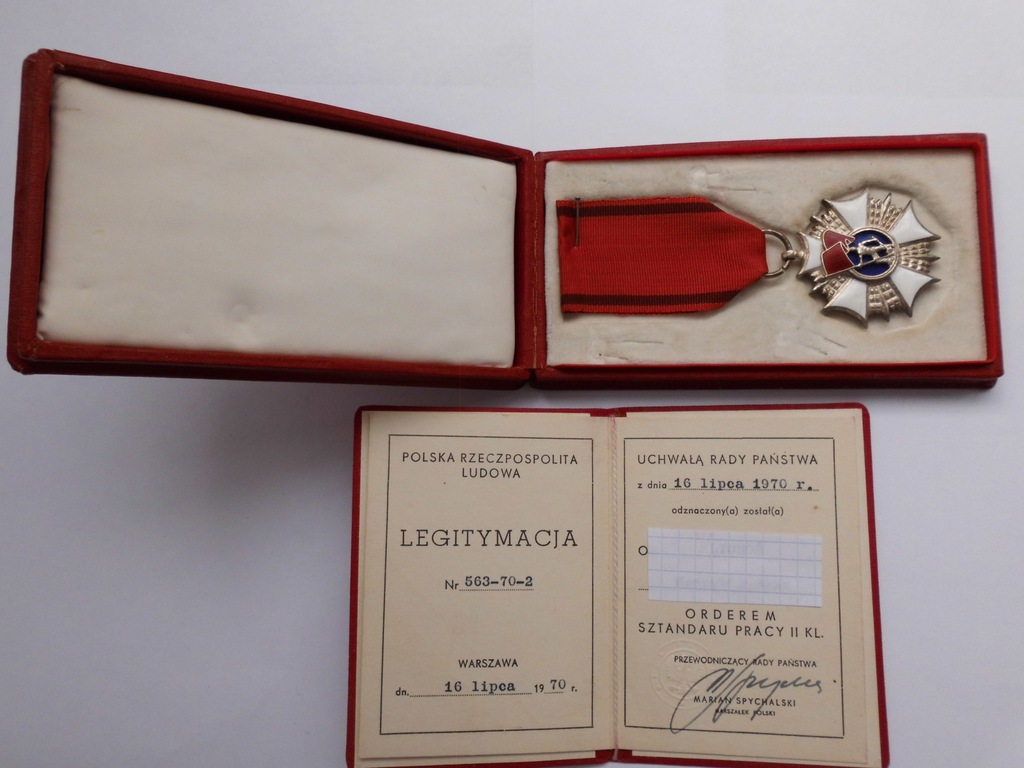 POLSKA RZECZPOSPOLITA
LUDOWA
LEGITYMACJA
Nr 563-70-2
WARSZAWA
dn. 16 lipca 1970 r.
UCHWAŁĄ RADY PAŃSTWA
z dnia 16 lipca 1970 r.
odznaczony(a) został(a)
O
ORDEREM
SZTANDARU PRACY II KL.
PRZEWODNICZĄCY RADY PAŃSTWA
MARIAN SPYCHALSKI
MARSZAŁEK POLSKI